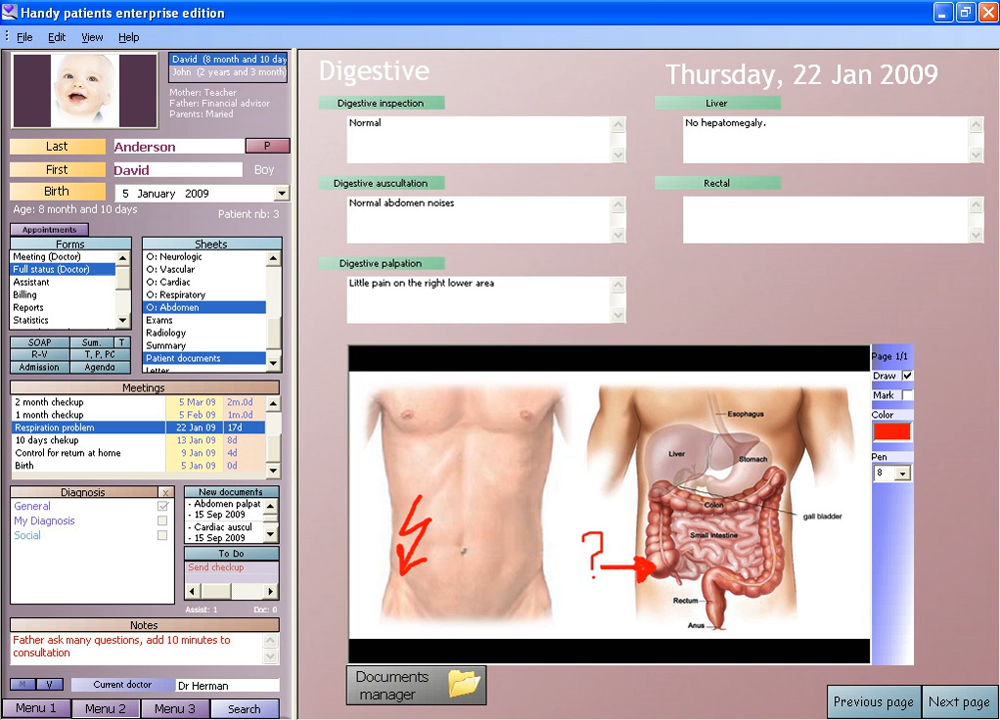 Handy patients enterprise edition
File Edit View Help
David (8 month and 10 day
John (2 years and 3 month)
Mother: Teacher
Father: Financial advisor
Parents: Maried
Last Anderson P
First David Boy
Birth 5 January 2009
Age: 8 month and 10 days
Patient nb: 3
Appointments
Forms
Meeting (Doctor)
Full status (Doctor)
Assistant
Billing
Reports
Statistics
Sheets
O: Neurologic
O: Vascular
O: Cardiac
O: Respiratory
O: Abdomen
Exams
Radiology
Summary
Patient documents
Letter
SOAP Sum. T
R-V T, P, PC
Admission Agenda
Meetings
2 month checkup 5 Mar 09 2m.0d
1 month checkup 5 Feb 09 1m.0d
Respiration problem 22 Jan 09 17d
10 days chekup 13 Jan 09 8d
Control for return at home 9 Jan 09 4d
Birth 5 Jan 09 0d
Diagnosis x
General
My Diagnosis
Social
New documents
- Abdomen palpat
- 15 Sep 2009
- Cardiac auscul
- 15 Sep 2009
To Do
Send checkup
Assist: 1 Doc: 0
Notes
Father ask many questions, add 10 minutes to
consultation
M V Current doctor Dr Herman
Menu 1 Menu 2 Menu 3 Search
Digestive
Thursday, 22 Jan 2009
Digestive inspection
Normal
Liver
No hepatomegaly.
Digestive auscultation
Normal abdomen noises
Rectal
Digestive palpation
Little pain on the right lower area
Esophagus
Liver
Stomach
Colon
gall bladder
Small intestine
?
Rectum
Anus
Page 1/1
Draw
Mark
Color
Pen
8
Documents
manager
Previous page Next page